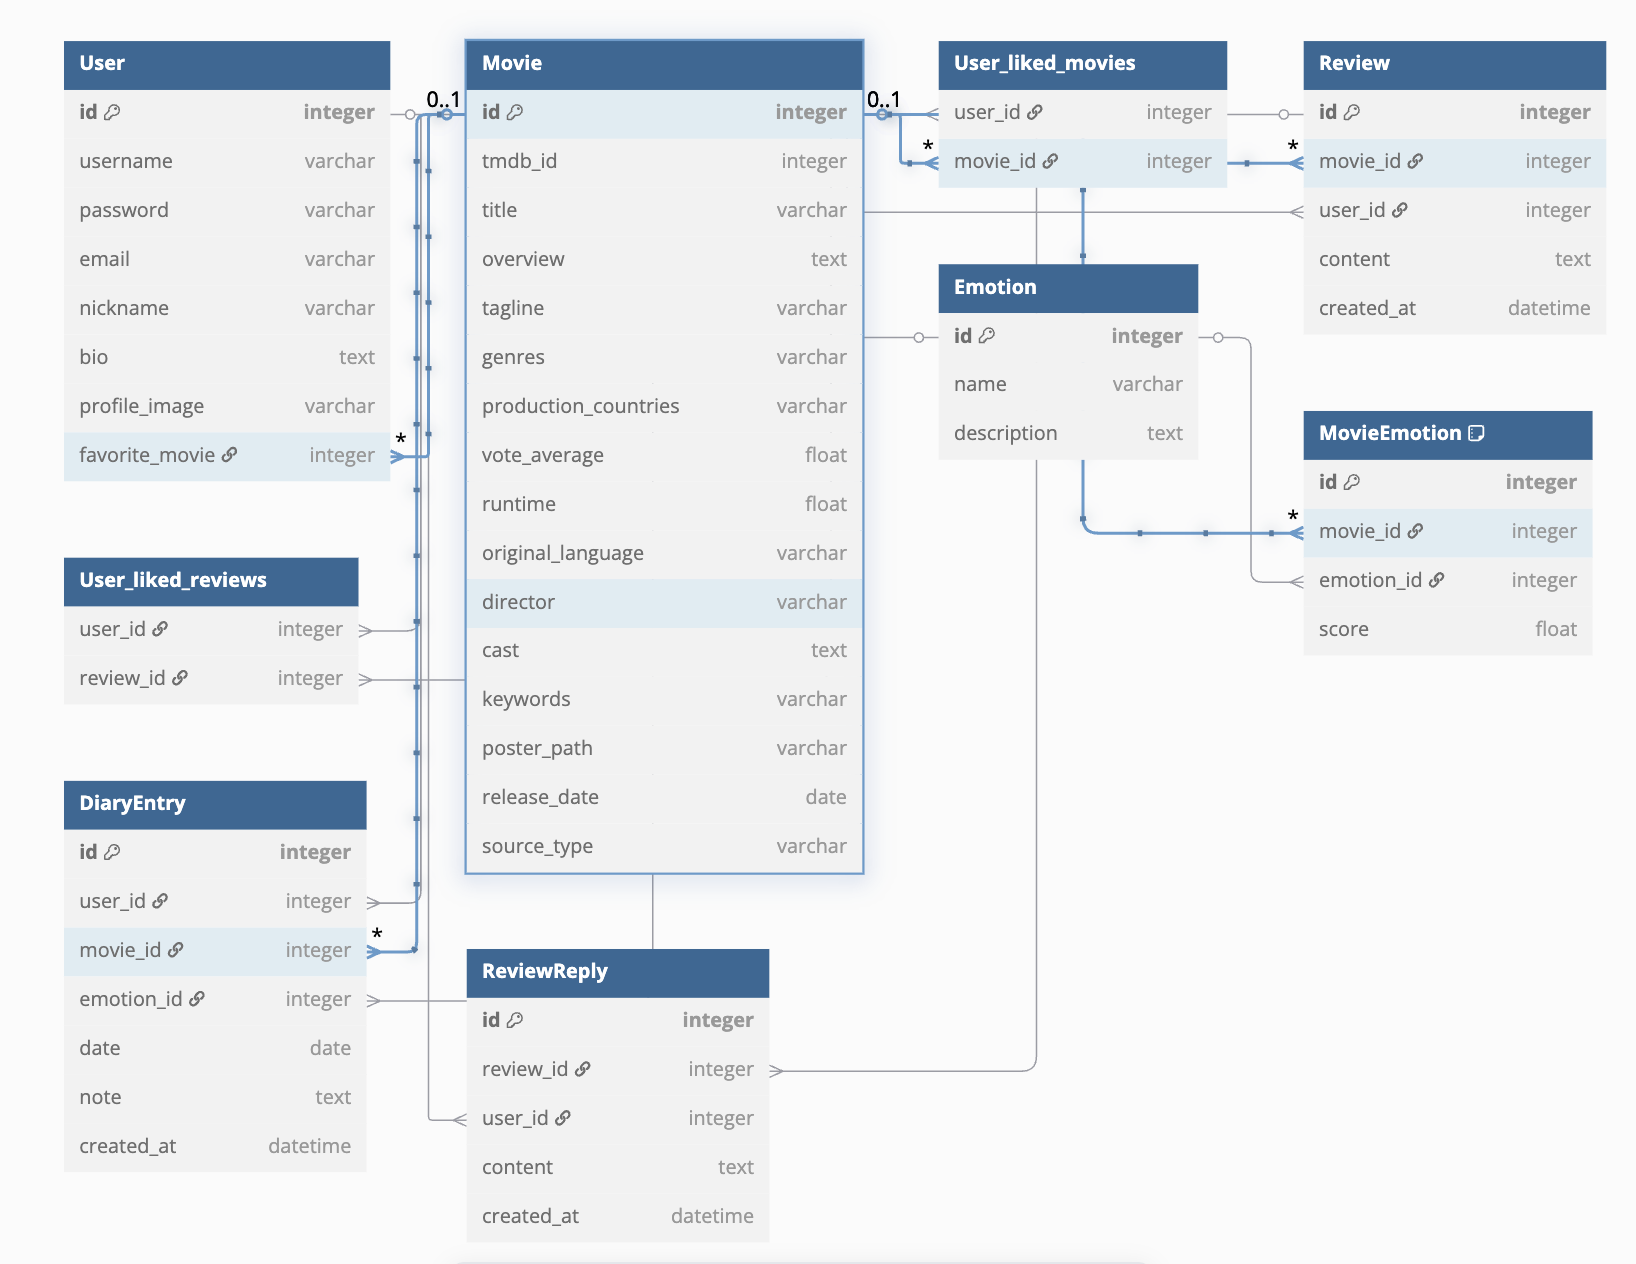 User
id integer
username varchar
password varchar
email varchar
nickname varchar
bio text
profile_image varchar
favorite_movie integer
*
0..1
Movie
id integer
tmdb_id integer
title varchar
overview text
tagline varchar
genres varchar
production_countries varchar
vote_average float
runtime float
original_language varchar
director varchar
cast text
keywords varchar
poster_path varchar
release_date date
source_type varchar
0..1
User_liked_movies
user_id integer
*
movie_id integer
Review
id integer
*
movie_id integer
user_id integer
content text
created_at datetime
Emotion
id integer
name varchar
description text
MovieEmotion
id integer
*
movie_id integer
emotion_id integer
score float
User_liked_reviews
user_id integer
review_id integer
DiaryEntry
id integer
user_id integer
*
movie_id integer
emotion_id integer
date date
note text
created_at datetime
ReviewReply
id integer
review_id integer
user_id integer
content text
created_at datetime